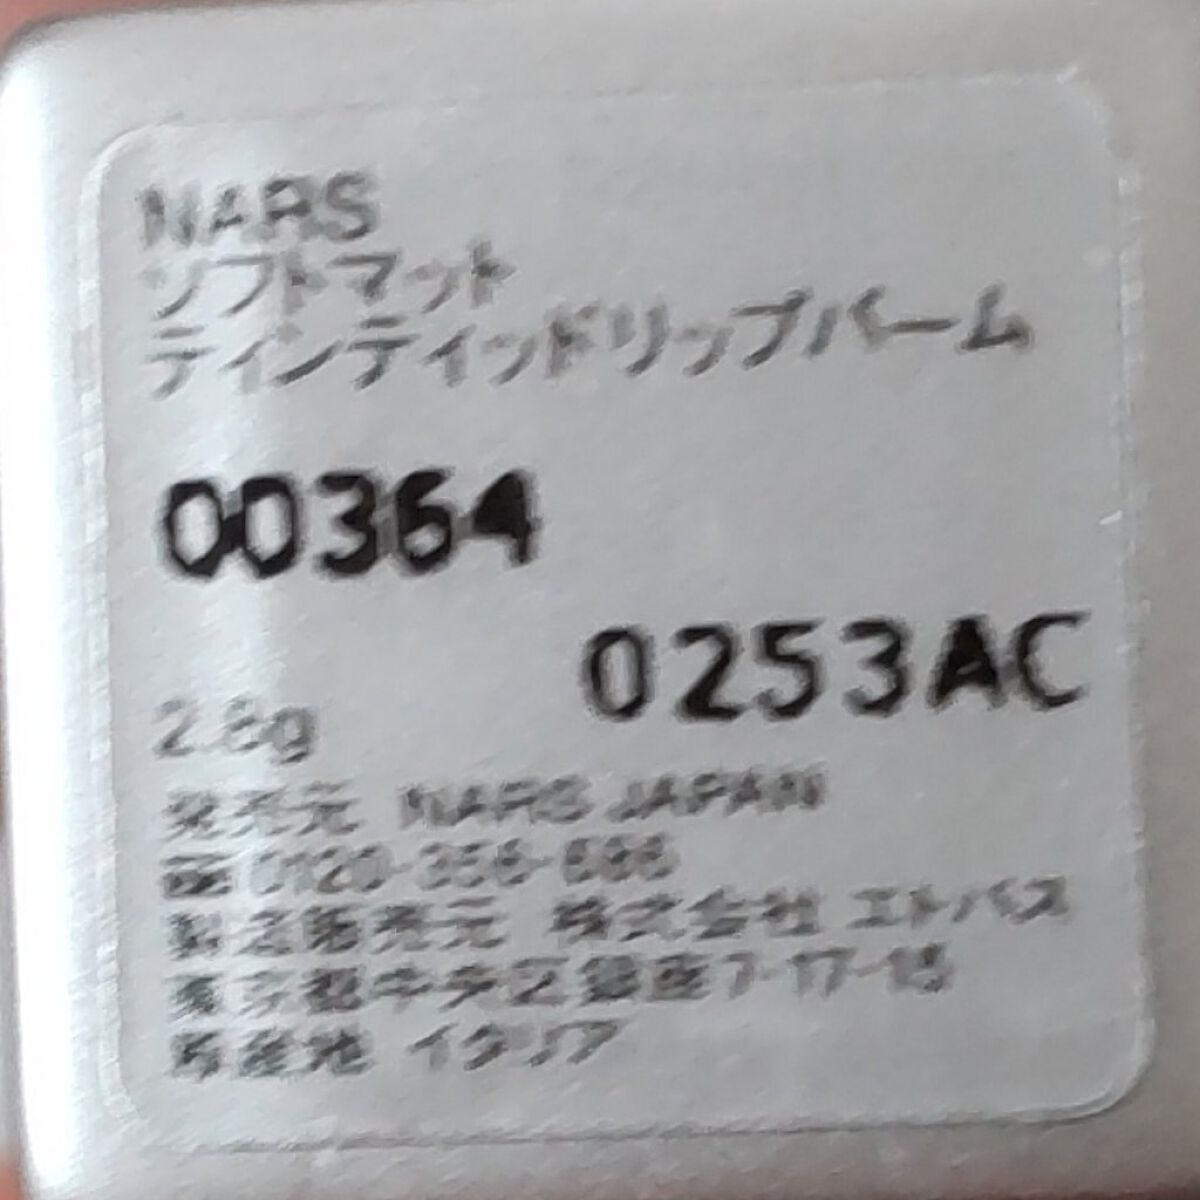 NARS
ソフトマット
ティンテイッドリップバーム
00364
0253AC
2.8g
発売元 NARS JAPAN
0120-356-686
製造販売元 株式会社 エトバス
東京都中央区銀座7-17-15
原産地 イタリア